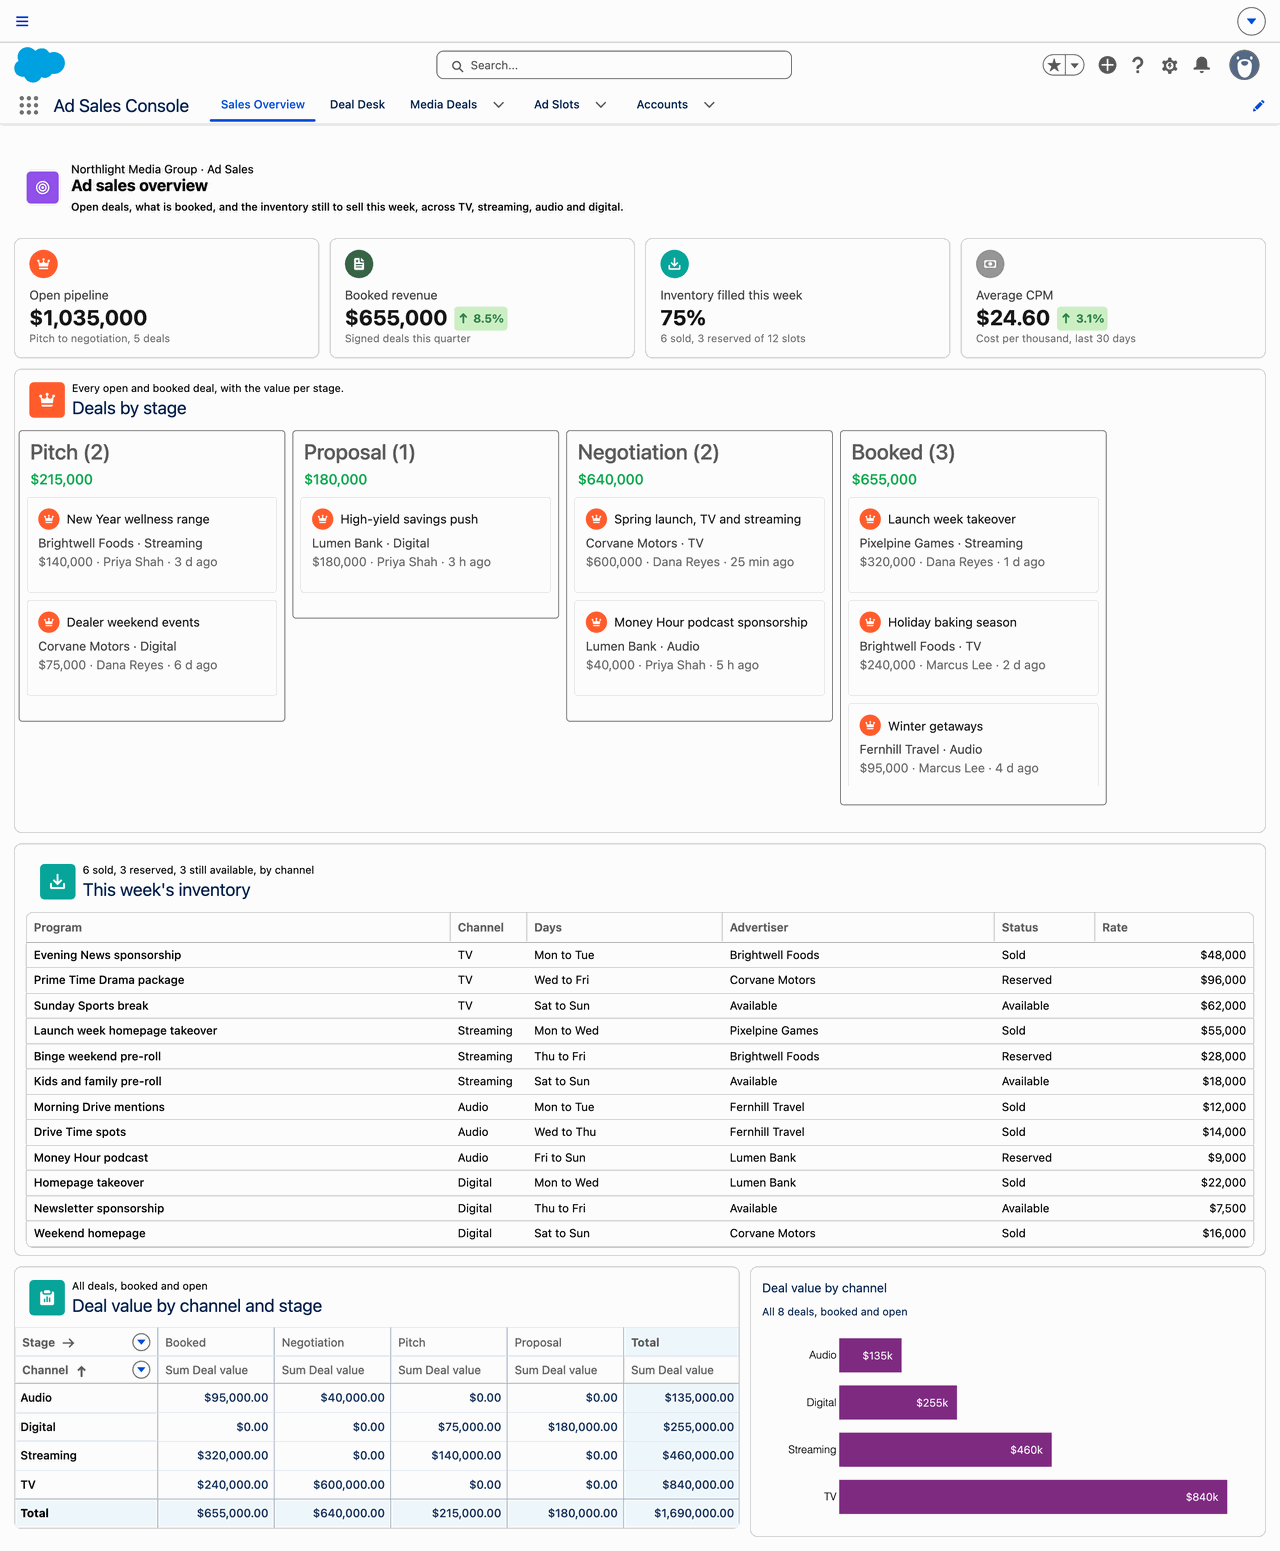 Search...
Ad Sales Console
Sales Overview
Deal Desk
Media Deals
Ad Slots
Accounts
Northlight Media Group · Ad Sales
Ad sales overview
Open deals, what is booked, and the inventory still to sell this week, across TV, streaming, audio and digital.
Open pipeline
$1,035,000
Pitch to negotiation, 5 deals
Booked revenue
$655,000 ↑ 8.5%
Signed deals this quarter
Inventory filled this week
75%
6 sold, 3 reserved of 12 slots
Average CPM
$24.60 ↑ 3.1%
Cost per thousand, last 30 days
Every open and booked deal, with the value per stage.
Deals by stage
Pitch (2)
$215,000
New Year wellness range
Brightwell Foods · Streaming
$140,000 · Priya Shah · 3 d ago
Dealer weekend events
Corvane Motors · Digital
$75,000 · Dana Reyes · 6 d ago
Proposal (1)
$180,000
High-yield savings push
Lumen Bank · Digital
$180,000 · Priya Shah · 3 h ago
Negotiation (2)
$640,000
Spring launch, TV and streaming
Corvane Motors · TV
$600,000 · Dana Reyes · 25 min ago
Money Hour podcast sponsorship
Lumen Bank · Audio
$40,000 · Priya Shah · 5 h ago
Booked (3)
$655,000
Launch week takeover
Pixelpine Games · Streaming
$320,000 · Dana Reyes · 1 d ago
Holiday baking season
Brightwell Foods · TV
$240,000 · Marcus Lee · 2 d ago
Winter getaways
Fernhill Travel · Audio
$95,000 · Marcus Lee · 4 d ago
6 sold, 3 reserved, 3 still available, by channel
This week's inventory
Program Channel Days Advertiser Status Rate
Evening News sponsorship TV Mon to Tue Brightwell Foods Sold $48,000
Prime Time Drama package TV Wed to Fri Corvane Motors Reserved $96,000
Sunday Sports break TV Sat to Sun Available Available $62,000
Launch week homepage takeover Streaming Mon to Wed Pixelpine Games Sold $55,000
Binge weekend pre-roll Streaming Thu to Fri Brightwell Foods Reserved $28,000
Kids and family pre-roll Streaming Sat to Sun Available Available $18,000
Morning Drive mentions Audio Mon to Tue Fernhill Travel Sold $12,000
Drive Time spots Audio Wed to Thu Fernhill Travel Sold $14,000
Money Hour podcast Audio Fri to Sun Lumen Bank Reserved $9,000
Homepage takeover Digital Mon to Wed Lumen Bank Sold $22,000
Newsletter sponsorship Digital Thu to Fri Available Available $7,500
Weekend homepage Digital Sat to Sun Corvane Motors Sold $16,000
All deals, booked and open
Deal value by channel and stage
Stage → Booked Negotiation Pitch Proposal Total
Channel ↑ Sum Deal value Sum Deal value Sum Deal value Sum Deal value Sum Deal value
Audio $95,000.00 $40,000.00 $0.00 $0.00 $135,000.00
Digital $0.00 $0.00 $75,000.00 $180,000.00 $255,000.00
Streaming $320,000.00 $0.00 $140,000.00 $0.00 $460,000.00
TV $240,000.00 $600,000.00 $0.00 $0.00 $840,000.00
Total $655,000.00 $640,000.00 $215,000.00 $180,000.00 $1,690,000.00
Deal value by channel
All 8 deals, booked and open
Audio $135k
Digital $255k
Streaming $460k
TV $840k